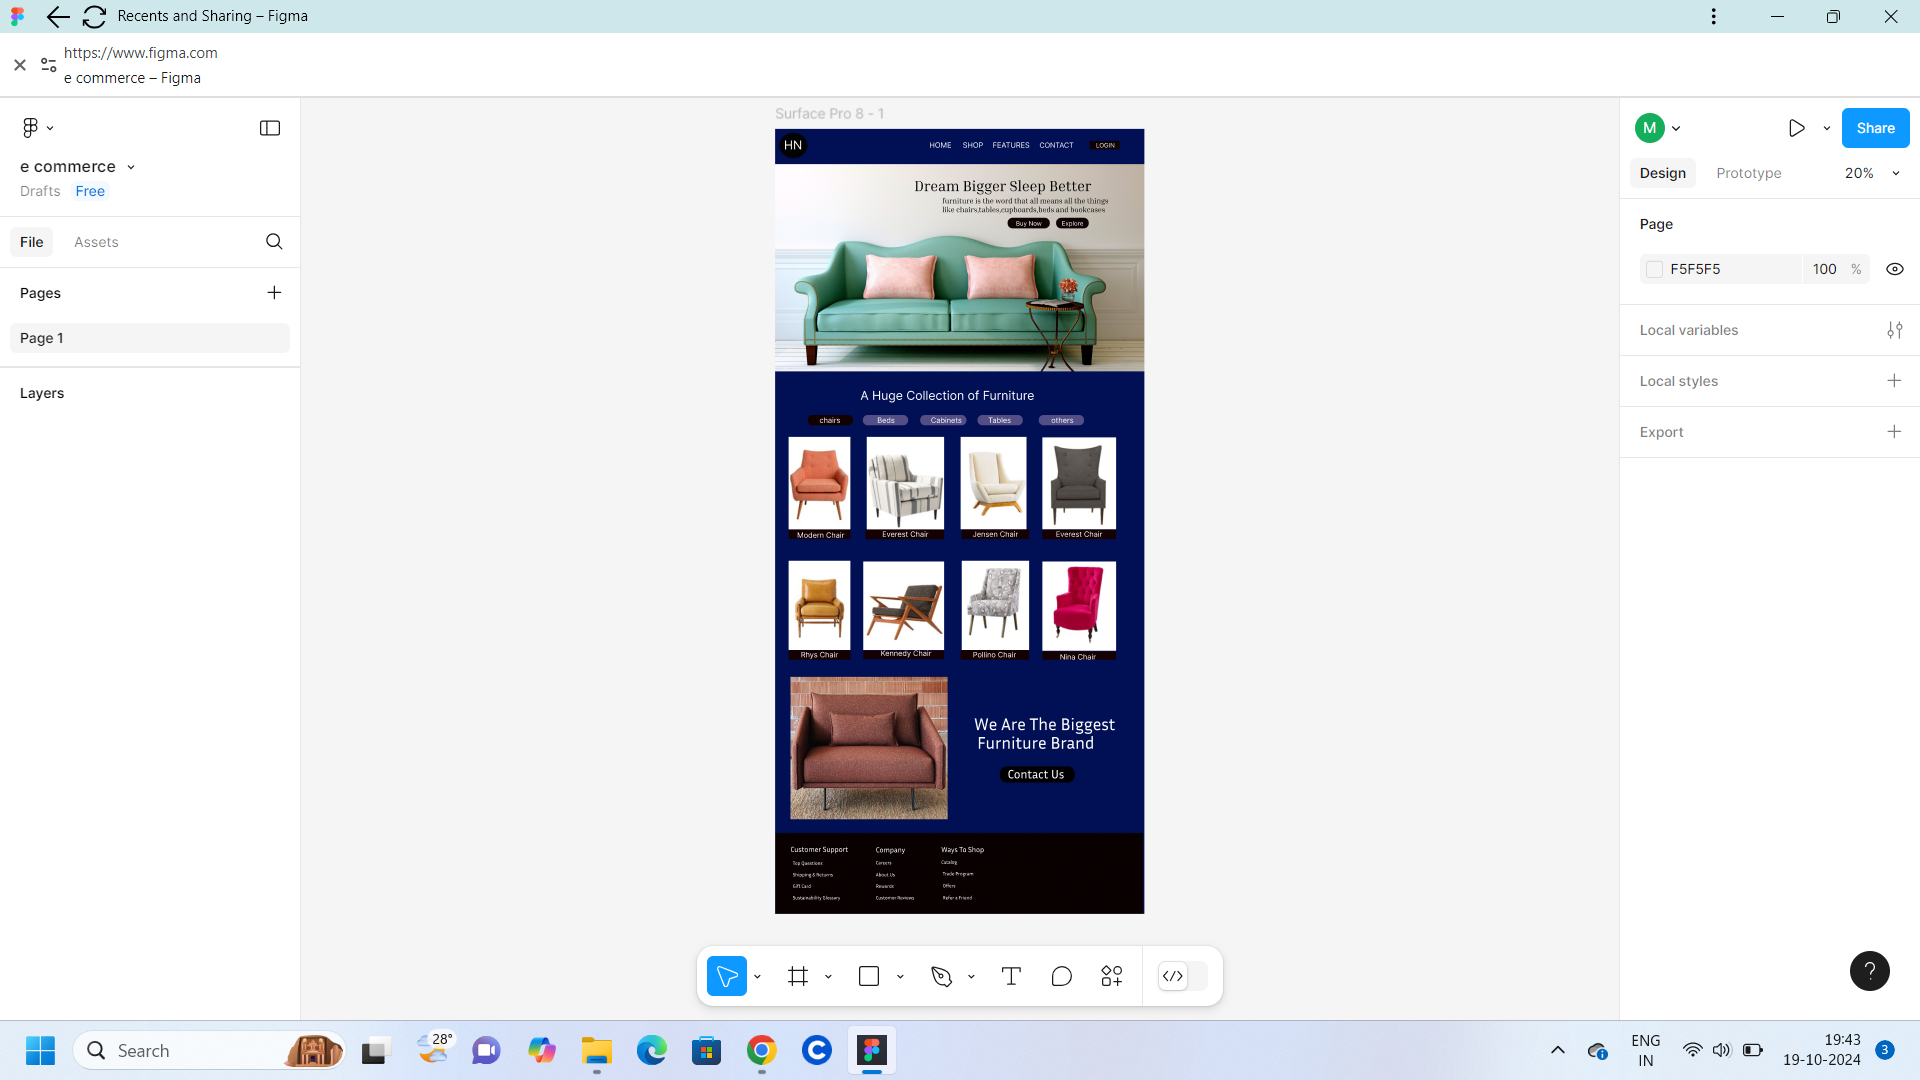 Recents and Sharing – Figma
https://www.figma.com
e commerce – Figma
e commerce
Drafts Free
File Assets
Pages
Page 1
Layers
Surface Pro 8 - 1
HN
HOME SHOP FEATURES CONTACT LOGIN
Dream Bigger Sleep Better
furniture is the word that all means all the things
like chairs,tables,cupboards,beds and bookcases
Buy Now Explore
A Huge Collection of Furniture
chairs Beds Cabinets Tables others
Modern Chair Everest Chair Jensen Chair Everest Chair
Rhys Chair Kennedy Chair Pollino Chair Nina Chair
We Are The Biggest
Furniture Brand
Contact Us
Customer Support Company Ways To Shop
Top Questions Careers Catalog
Shipping & Returns About Us Trade Program
Gift Card Rewards Offers
Sustainability Glossary Customer Reviews Refer a Friend
M
Share
Design Prototype 20%
Page
F5F5F5 100 %
Local variables
Local styles
Export
?
Search
28°
ENG
IN
19:43
19-10-2024
3